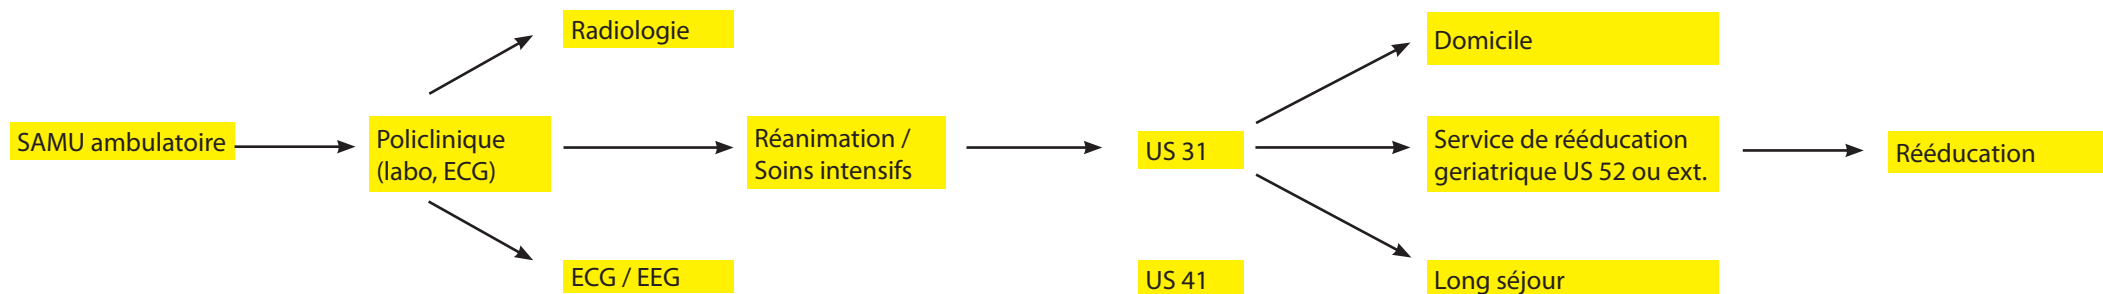 Radiologie
Domicile
SAMU ambulatoire
Policlinique
(labo, ECG)
Réanimation /
Soins intensifs
US 31
Service de rééducation
geriatrique US 52 ou ext.
Rééducation
ECG / EEG
US 41
Long séjour